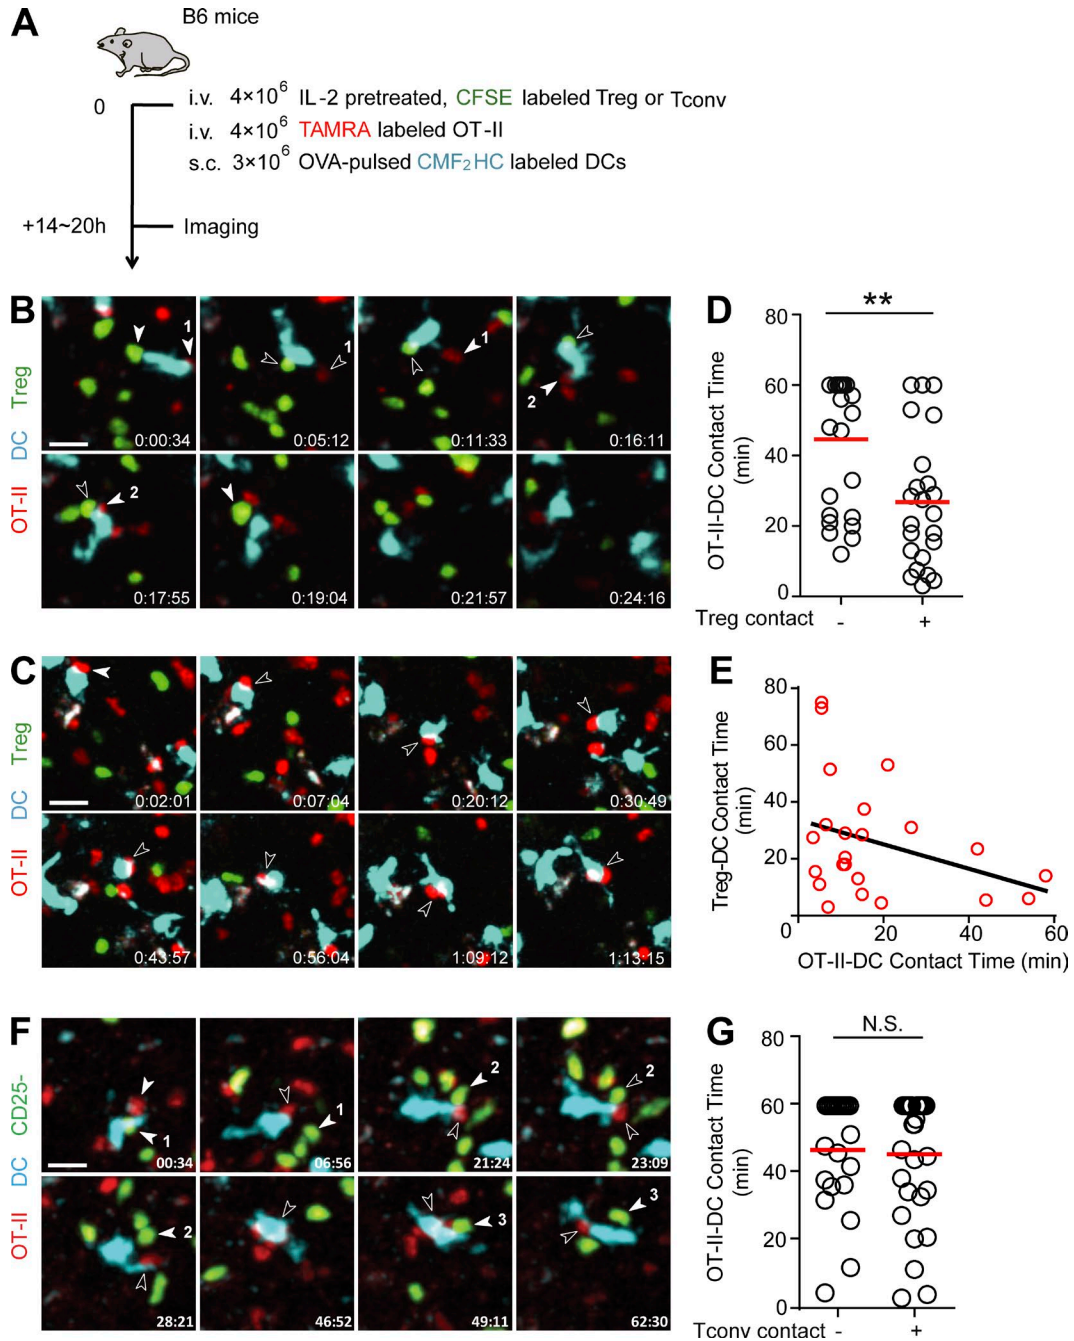 A
B6 mice
0
i.v. 4×10⁶ IL-2 pretreated, CFSE labeled Treg or Tconv
i.v. 4×10⁶ TAMRA labeled OT-II
s.c. 3×10⁶ OVA-pulsed CMF₂HC labeled DCs
+14~20h
Imaging
B
OT-II DC Treg
1
0:00:34
1
0:05:12
1
0:11:33
2
0:16:11
2
0:17:55
0:19:04
0:21:57
0:24:16
D
**
OT-II-DC Contact Time
(min)
80
60
40
20
0
Treg contact - +
C
OT-II DC Treg
0:02:01
0:07:04
0:20:12
0:30:49
0:43:57
0:56:04
1:09:12
1:13:15
E
Treg-DC Contact Time
(min)
80
60
40
20
0 20 40 60
OT-II-DC Contact Time (min)
F
OT-II DC CD25-
1
00:34
1
06:56
2
21:24
2
23:09
2
28:21
46:52
3
49:11
3
62:30
G
N.S.
OT-II-DC Contact Time
(min)
80
60
40
20
0
Tconv contact - +